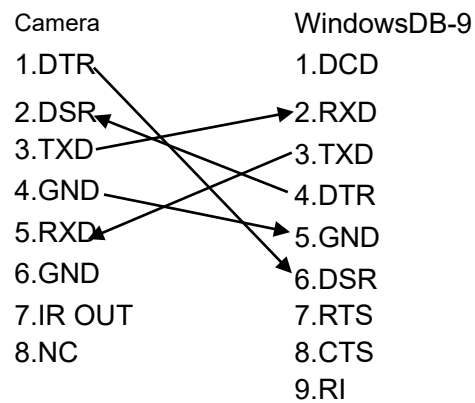 Camera
1.DTR
2.DSR
3.TXD
4.GND
5.RXD
6.GND
7.IR OUT
8.NC
WindowsDB-9
1.DCD
2.RXD
3.TXD
4.DTR
5.GND
6.DSR
7.RTS
8.CTS
9.RI